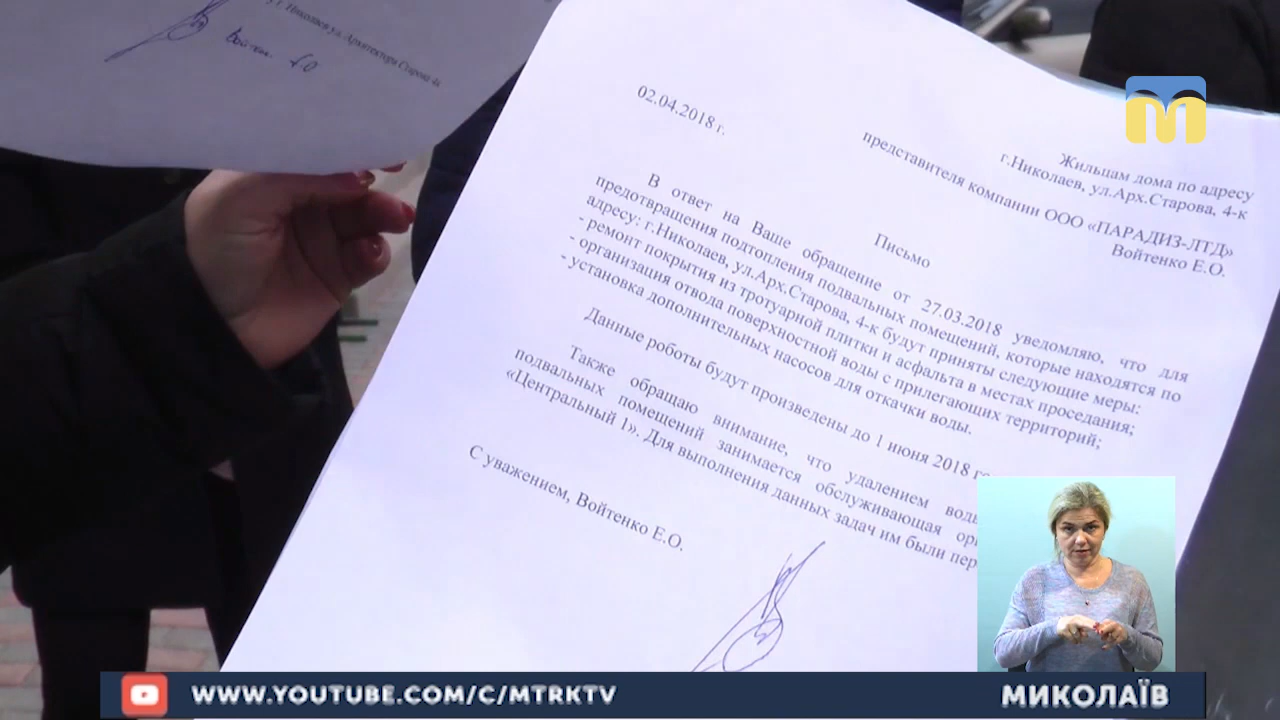 г. Николаев ул. Архитектора Старова 4к
02.04.2018 г.
Жильцам дома по адресу
г.Николаев, ул.Арх.Старова, 4-к
представителя компании ООО «ПАРАДИЗ-ЛТД»
Войтенко Е.О.
Письмо
В ответ на Ваше обращение от 27.03.2018 уведомляю, что для
предотвращения подтопления подвальных помещений, которые находятся по
адресу: г.Николаев, ул.Арх.Старова, 4-к будут приняты следующие меры:
- ремонт покрытия из тротуарной плитки и асфальта в местах проседания;
- организация отвода поверхностной воды с прилегающих территорий;
- установка дополнительных насосов для откачки воды.
Данные роботы будут произведены до 1 июня 2018
Также обращаю внимание, что удалением
подвальных помещений занимается обслуживающая
«Центральный 1». Для выполнения данных задач им были
С уважением, Войтенко Е.О.
WWW.YOUTUBE.COM/C/MTRKTV
МИКОЛАЇВ